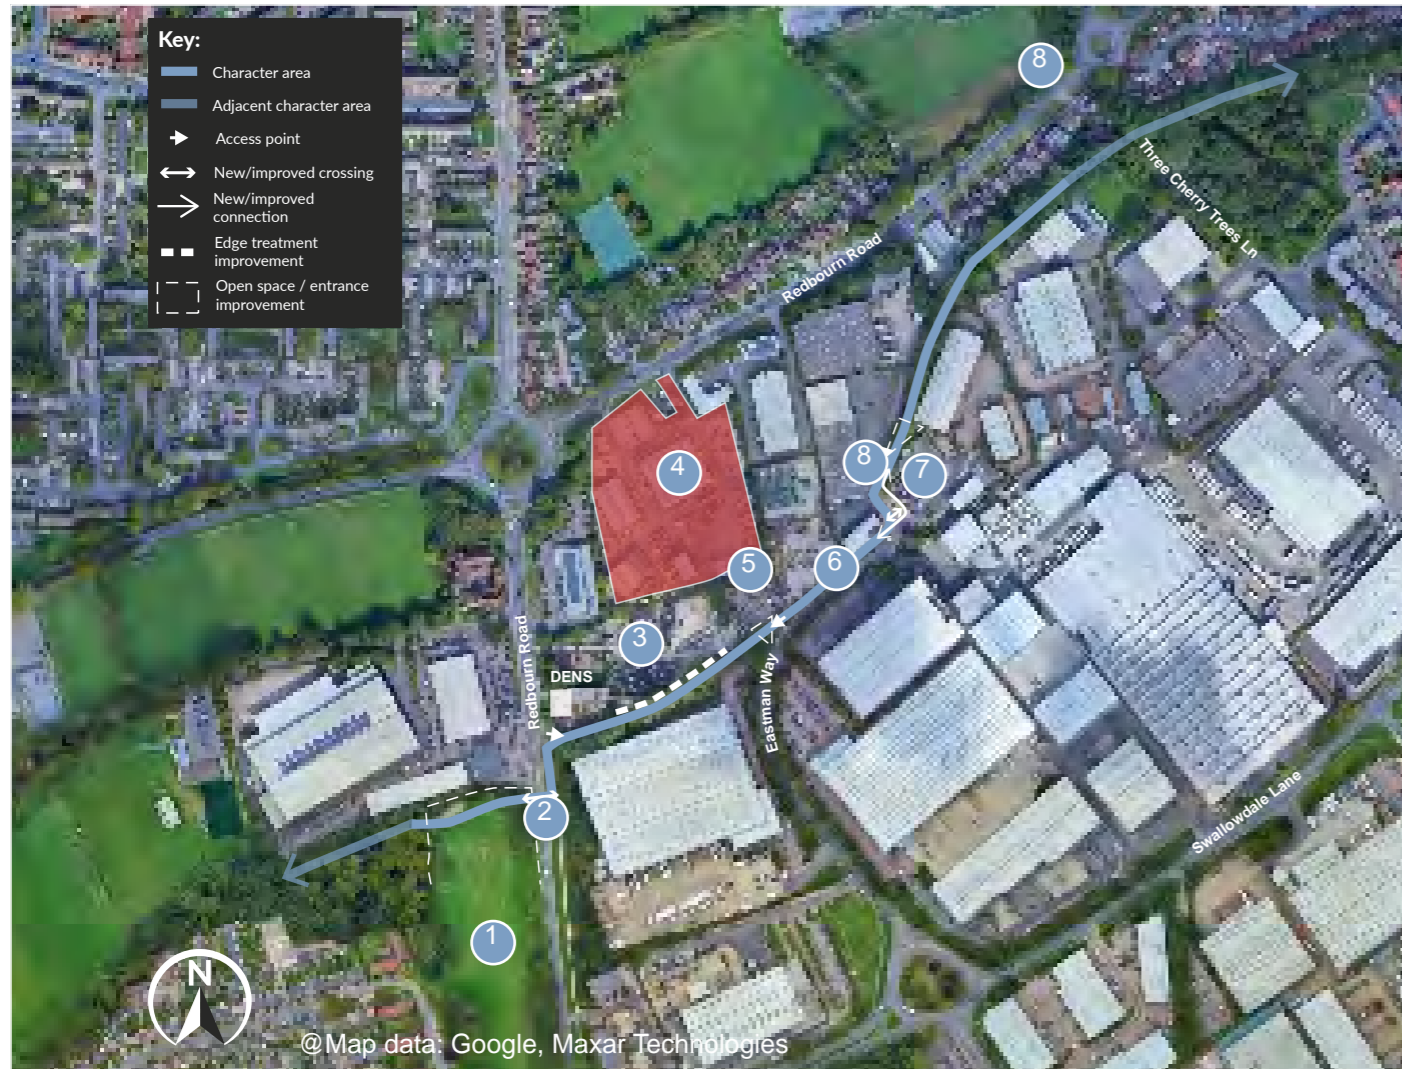 Key:
Character area
Adjacent character area
Access point
New/improved crossing
New/improved
connection
Edge treatment
improvement
Open space / entrance
improvement
8
Three Cherry Trees Ln
Redbourn Road
4
8
7
5
6
3
Redbourn Road
DENS
Eastman Way
2
Swallowdale Lane
1
N
@Map data: Google, Maxar Technologies